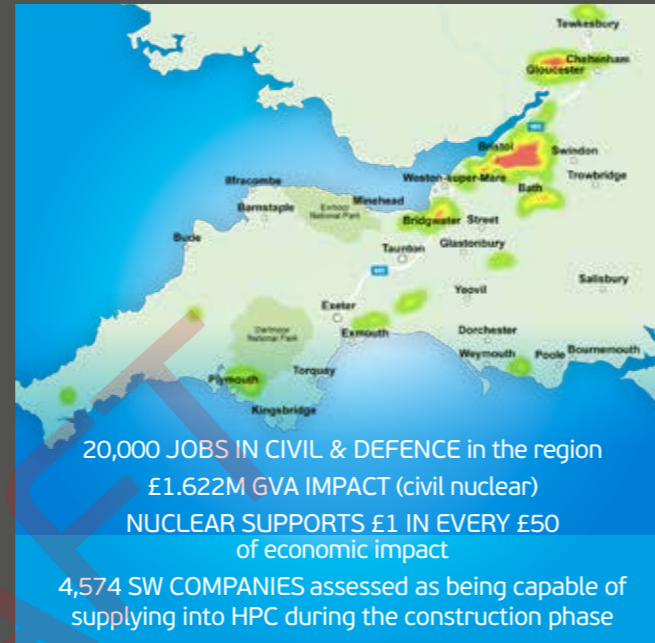 Tewkesbury
Cheltenham
Gloucester
M5
Bristol
Swindon
Weston-super-Mare
Trowbridge
Bath
Ilfracombe
Minehead
Barnstaple
Exmoor
National Park
Bridgwater
Street
Bude
Glastonbury
Taunton
M5
Salisbury
Yeovil
Exeter
Dartmoor
National Park
Exmouth
Dorchester
Weymouth
Poole
Bournemouth
Plymouth
Torquay
Kingsbridge
20,000 JOBS IN CIVIL & DEFENCE in the region
£1.622M GVA IMPACT (civil nuclear)
NUCLEAR SUPPORTS £1 IN EVERY £50
of economic impact
4,574 SW COMPANIES assessed as being capable of
supplying into HPC during the construction phase